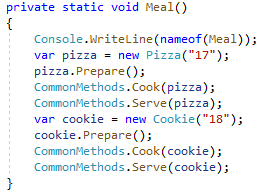 private static void Meal()
{
    Console.WriteLine(nameof(Meal));
    var pizza = new Pizza("17");
    pizza.Prepare();
    CommonMethods.Cook(pizza);
    CommonMethods.Serve(pizza);
    var cookie = new Cookie("18");
    cookie.Prepare();
    CommonMethods.Cook(cookie);
    CommonMethods.Serve(cookie);
}